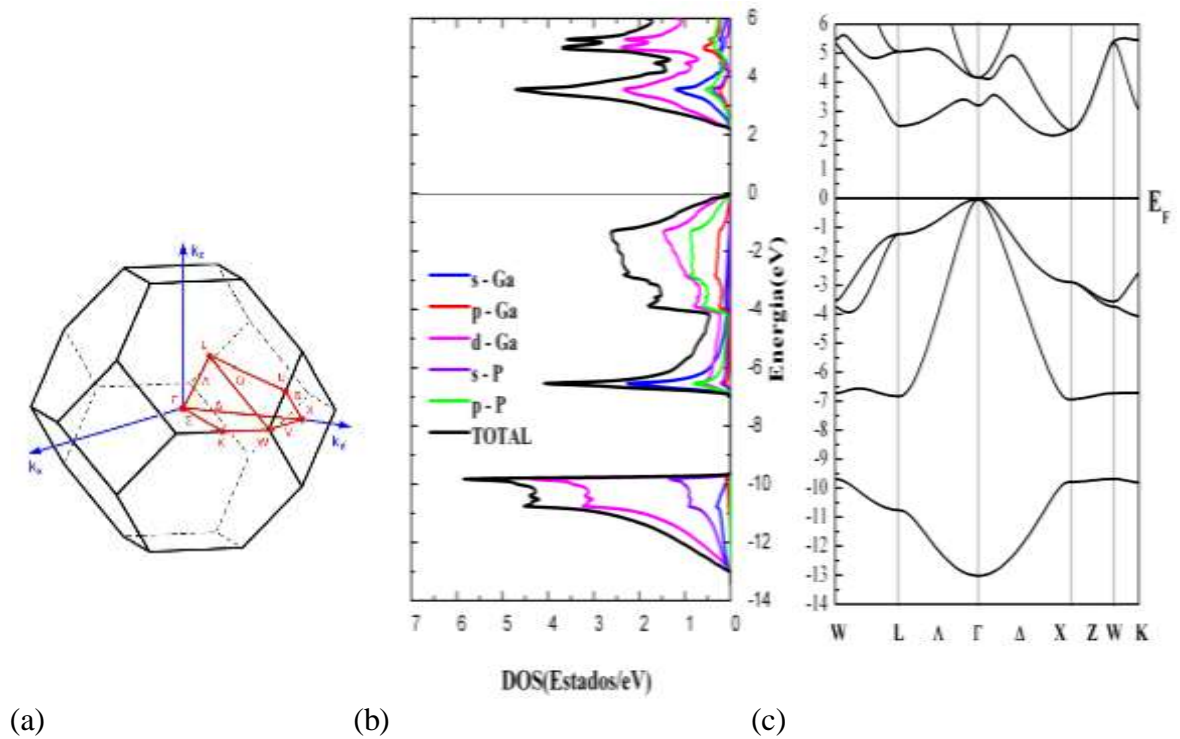 k_z
k_x
k_y
Γ
L
Λ
Q
Δ
Σ
K
W
X
6
4
2
0
-2
-4
-6
-8
-10
-12
-14
Energia(eV)
s - Ga
p - Ga
d - Ga
s - P
p - P
TOTAL
7 6 5 4 3 2 1 0
DOS(Estados/eV)
6
5
4
3
2
1
0
-1
-2
-3
-4
-5
-6
-7
-8
-9
-10
-11
-12
-13
-14
E_F
W L Λ Γ Δ X Z W K
(a) (b) (c)